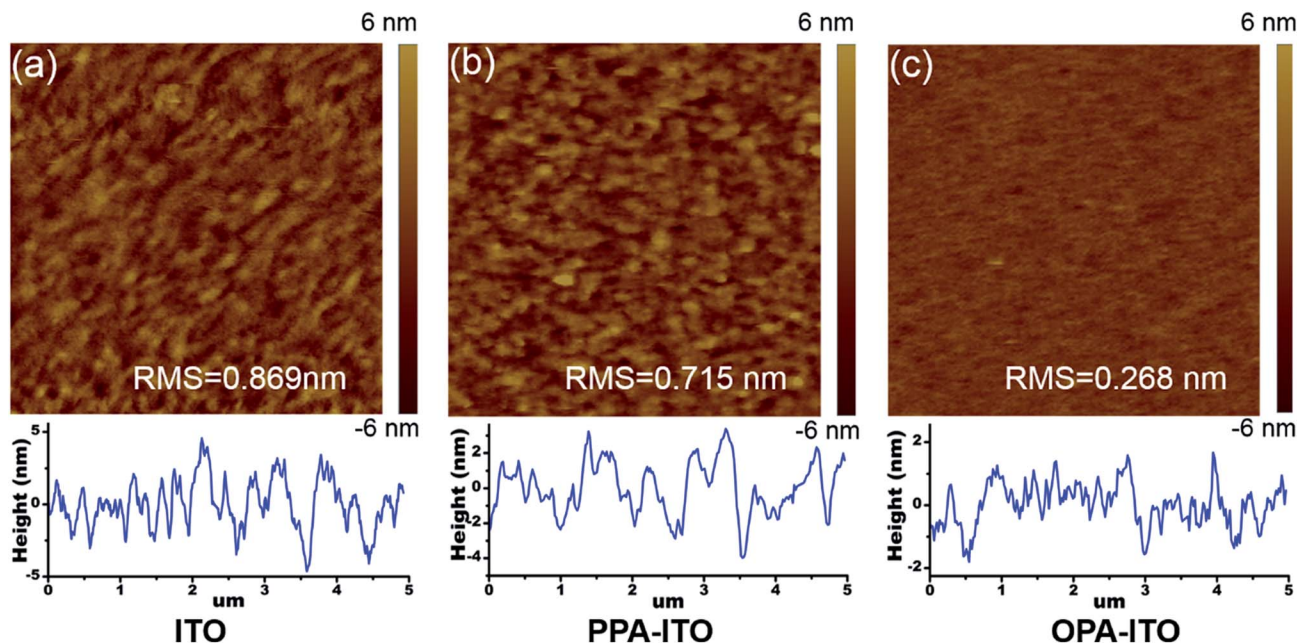 6 nm
6 nm
6 nm
(a)
(b)
(c)
RMS=0.869nm
RMS=0.715 nm
RMS=0.268 nm
-6 nm
-6 nm
-6 nm
Height (nm)
5
0
-5
0 1 2 3 4 5
um
Height (nm)
2
0
-2
-4
0 1 2 3 4 5
um
Height (nm)
2
0
-2
0 1 2 3 4 5
um
ITO
PPA-ITO
OPA-ITO